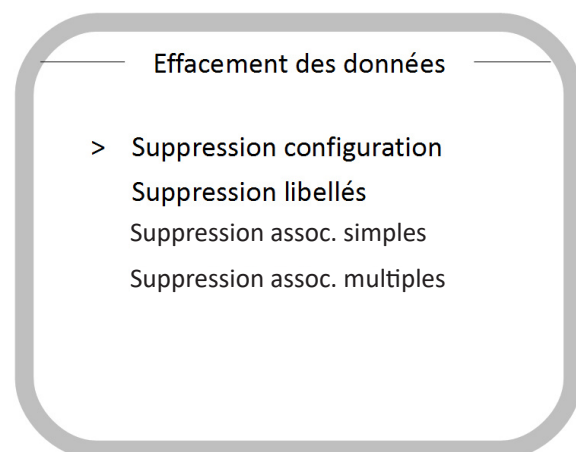 Effacement des données
> Suppression configuration
Suppression libellés
Suppression assoc. simples
Suppression assoc. multiples